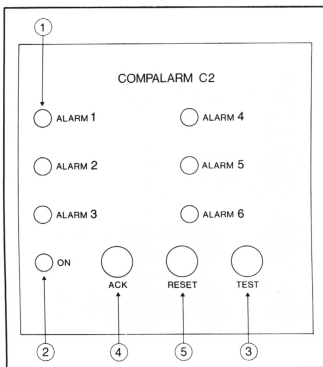 1
COMPALARM C2
ALARM 1
ALARM 4
ALARM 2
ALARM 5
ALARM 3
ALARM 6
ON
ACK
RESET
TEST
2
4
5
3